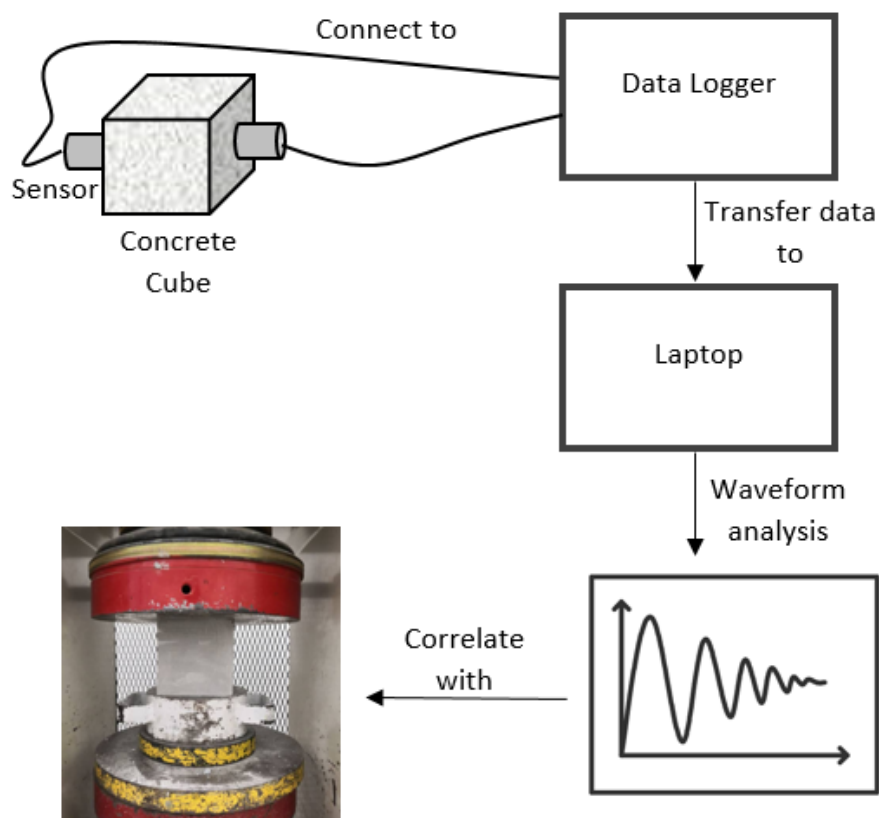 Connect to
Data Logger
Sensor
Concrete
Cube
Transfer data
to
Laptop
Waveform
analysis
Correlate
with